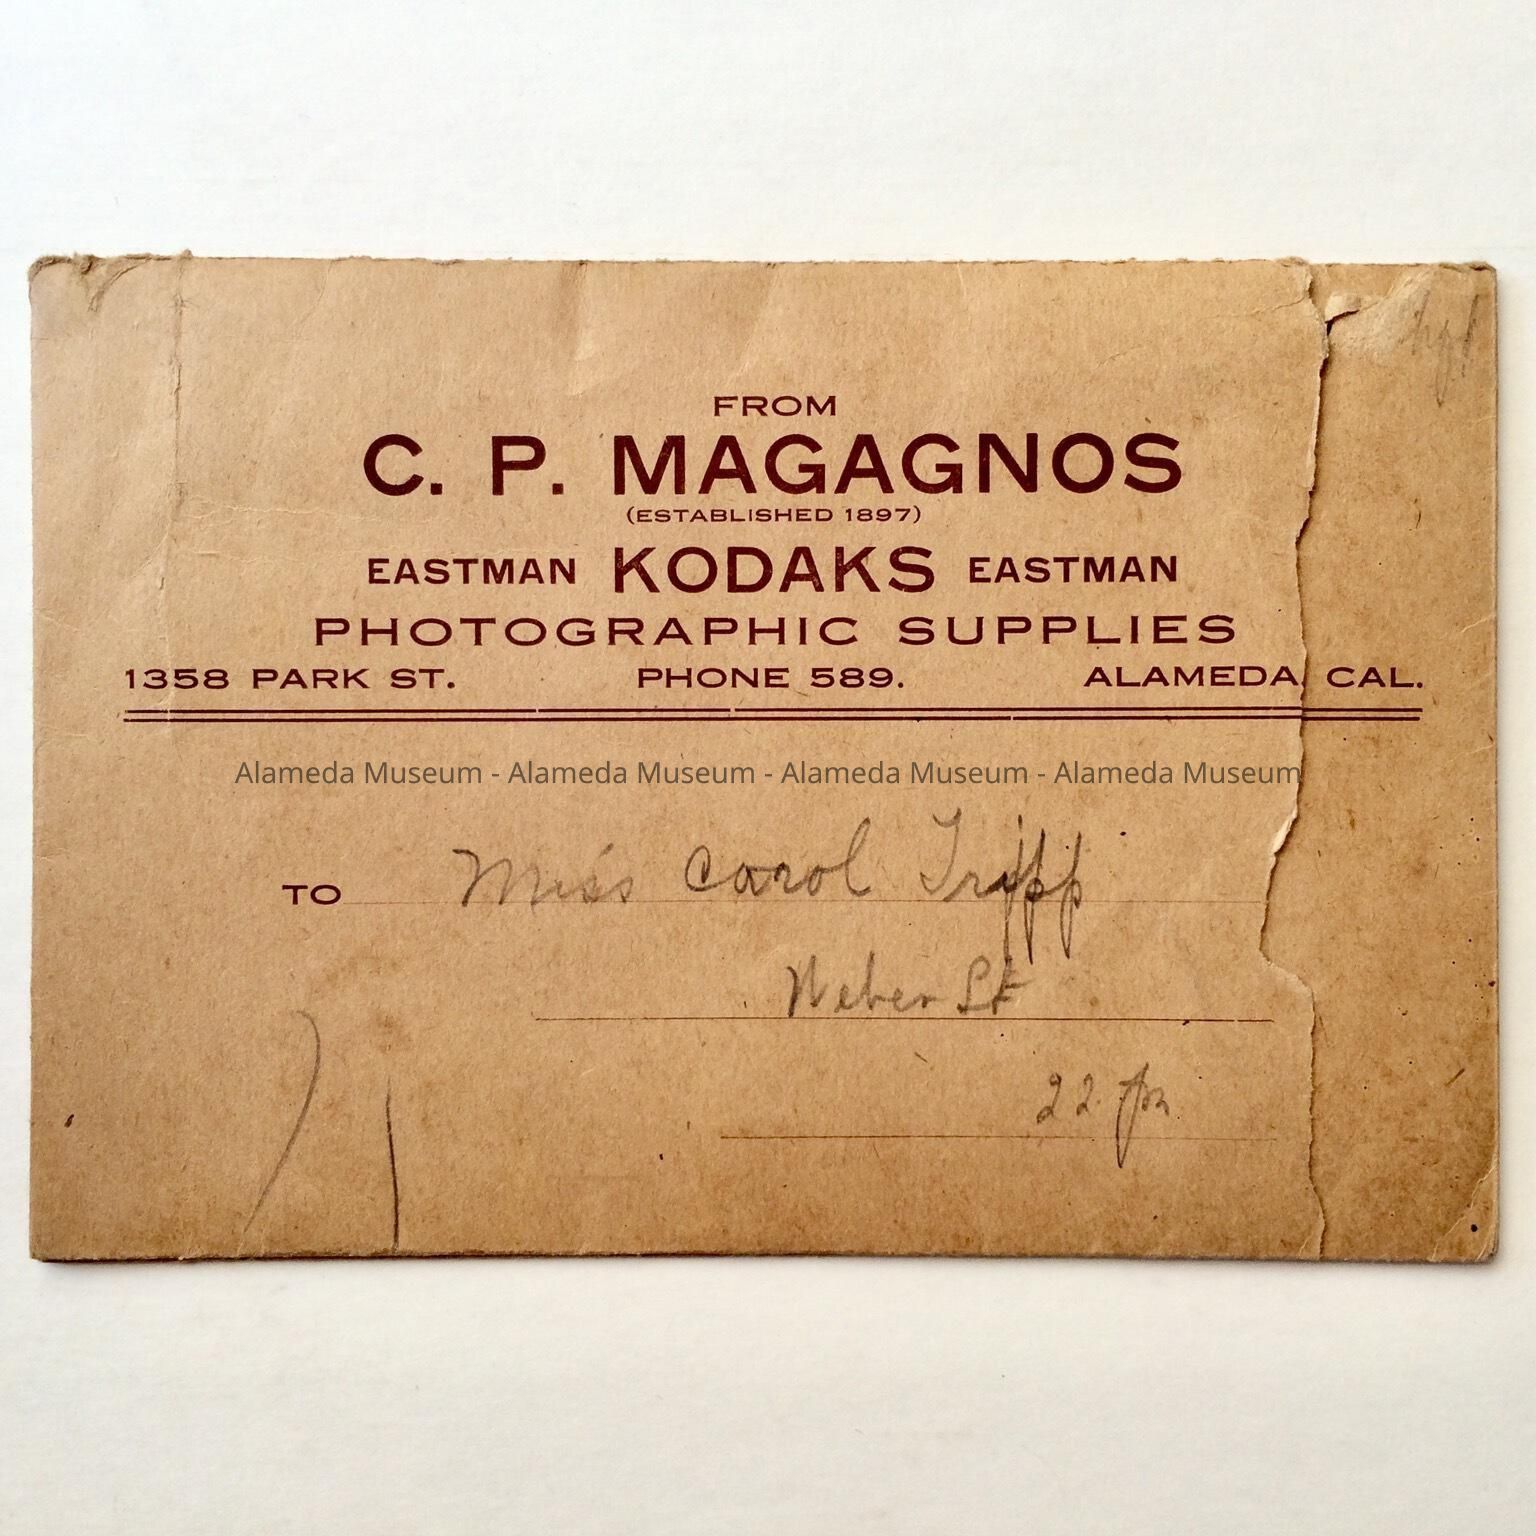 FROM
C. P. MAGAGNOS
(ESTABLISHED 1897)
EASTMAN KODAKS EASTMAN
PHOTOGRAPHIC SUPPLIES
1358 PARK ST. PHONE 589. ALAMEDA, CAL.
Alameda Museum - Alameda Museum - Alameda Museum - Alameda Museum
TO Miss Carol Tripp
Weber St
22